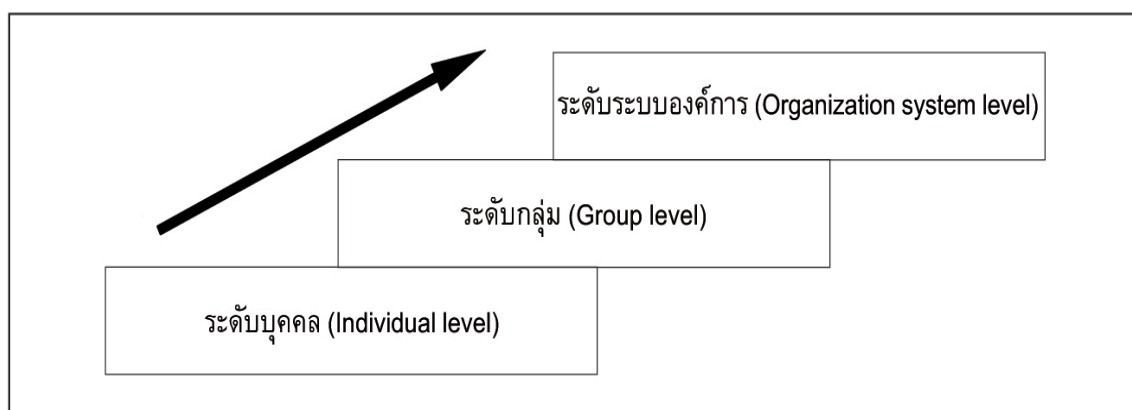 ระดับระบบองค์การ (Organization system level)
ระดับกลุ่ม (Group level)
ระดับบุคคล (Individual level)